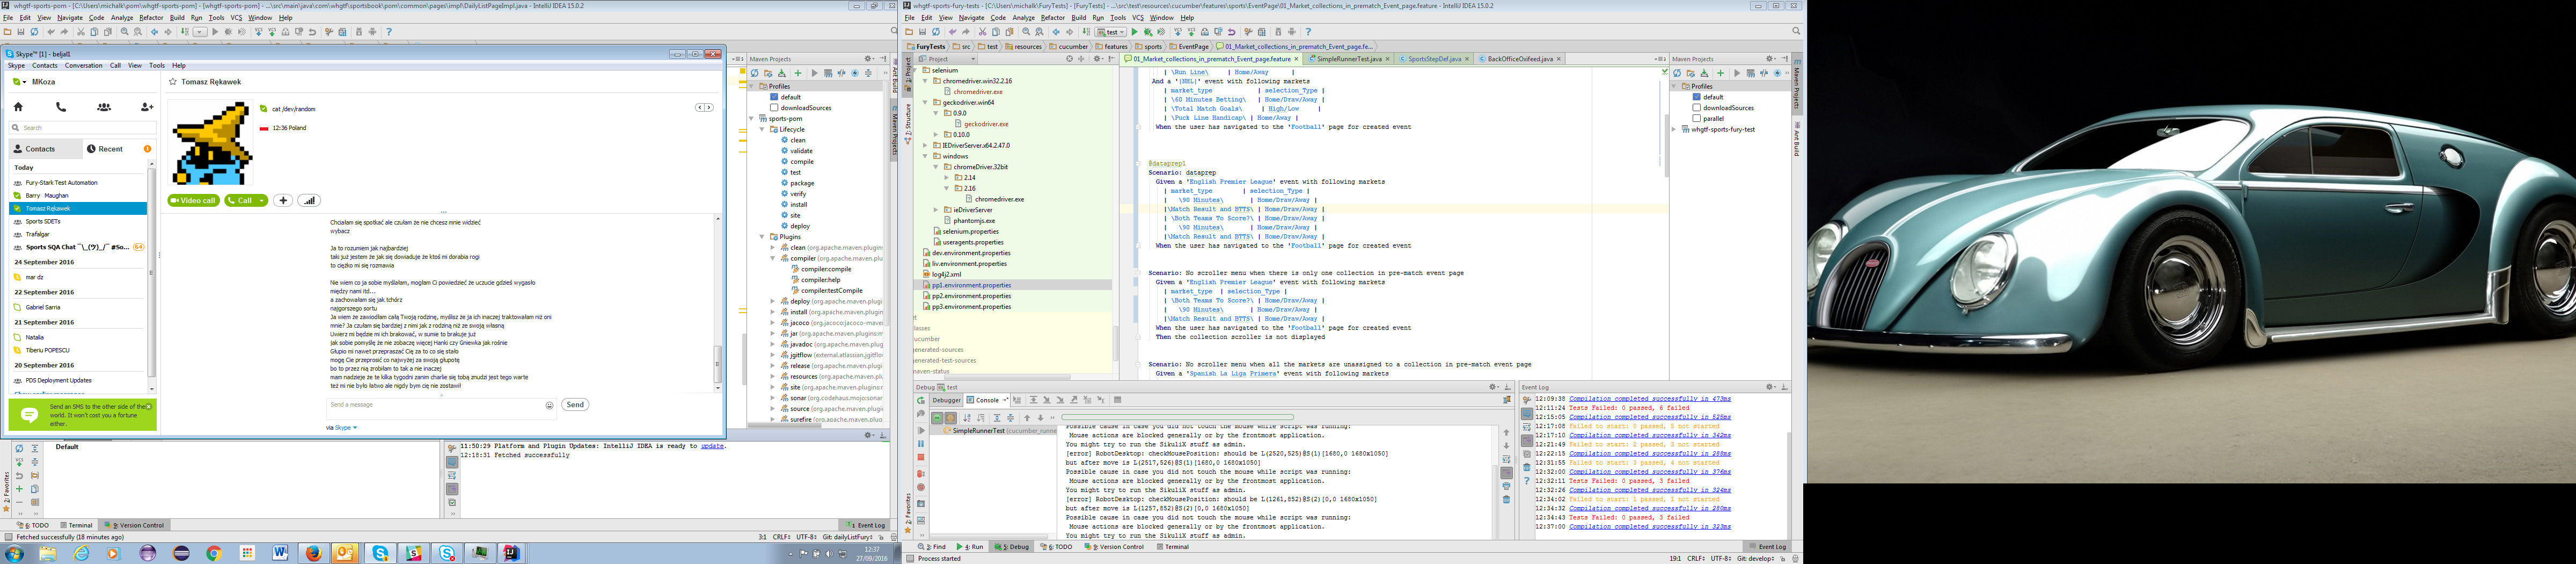 whgtf-sports-pom - [C:\Users\michalk\pom\whgtf-sports-pom] - [whgtf-sports-pom] - ...\src\main\java\com\whgtf\sportsbook\pom\common\pages\impl\DailyListPageImpl.java - IntelliJ IDEA 15.0.2
File Edit View Navigate Code Analyze Refactor Build Run Tools VCS Window Help
Skype™ [1] - beljal1
Skype Contacts Conversation Call View Tools Help
MKoza
Search
Contacts
Recent
Today
Fury-Stark Test Automation
Barry Maughan
Tomasz Rękawek
Sports SDETs
Trafalgar
Sports SQA Chat ¯\_(ツ)_/¯ #So...
24 September 2016
mar dz
22 September 2016
Gabriel Sarria
21 September 2016
Natalia
Tiberiu POPESCU
20 September 2016
PDS Deployment Updates
Send an SMS to the other side of the
world. It won't cost you a fortune
either.
Tomasz Rękawek
cat /dev/random
12:36 Poland
Video call
Call
Chciałam się spotkać ale czułam że nie chcesz mnie widzieć
wybacz
Ja to rozumiem jak najbardziej
taki już jestem że jak się dowiaduje że ktoś mi dorabia rogi
to ciężko mi się rozmawia
Nie wiem co ja sobie myślałam, mogłam Ci powiedzieć że uczucie gdzieś wygasło
między nami itd...
a zachowałam się jak tchórz
najgorszego sortu
Ja wiem że zawiodłam całą Twoją rodzinę, myślisz że ja ich inaczej traktowałam niż oni
mnie? Ja czułam się bardziej z nimi jak z rodziną niż ze swoją własną
Uwierz mi będzie mi ich brakować, w sumie to brakuje już
jak sobie pomyślę że nie zobaczę więcej Hanki czy Gniewka jak rośnie
Głupio mi nawet przepraszać Cię za to co się stało
mogę Cie przeprosić co najwyżej za swoją głupotę
bo to przez nią zrobiłam to tak a nie inaczej
mam nadzieję że te kilka tygodni zanim charlie się tobą znudzi jest tego warte
też mi nie było łatwo ale nigdy bym cię nie zostawił
Send a message
Send
via Skype
Maven Projects
Profiles
default
downloadSources
sports-pom
Lifecycle
clean
validate
compile
test
package
verify
install
site
deploy
Plugins
clean (org.apache.maven.plugins
compiler (org.apache.maven.plu
compiler:compile
compiler:help
compiler:testCompile
deploy (org.apache.maven.plugi
install (org.apache.maven.plugi
jacoco (org.jacoco:jacoco-maver
jar (org.apache.maven.plugins:m
javadoc (org.apache.maven.plug
jgitflow (external.atlassian.jgitflow
release (org.apache.maven.plugi
resources (org.apache.maven.pl
site (org.apache.maven.plugins:
sonar (org.codehaus.mojo:sonar
source (org.apache.maven.plugi
surefire (org.apache.maven.plug
Ant Build
Maven Projects
Default
2: Favorites
11:50:29 Platform and Plugin Updates: IntelliJ IDEA is ready to update.
12:18:31 Fetched successfully
6: TODO Terminal 9: Version Control
1 Event Log
Fetched successfully (18 minutes ago)
3:1 CRLF÷ UTF-8÷ Git: dailyListFury÷
12:37
27/09/2016
whgtf-sports-fury-tests - [C:\Users\michalk\FuryTests] - [FuryTests] - ...\src\test\resources\cucumber\features\sports\EventPage\01_Market_collections_in_prematch_Event_page.feature - IntelliJ IDEA 15.0.2
File Edit View Navigate Code Analyze Refactor Build Run Tools VCS Window Help
test
FuryTests src test resources cucumber features sports EventPage 01_Market_collections_in_prematch_Event_page.fe...
Project
01_Market_collections_in_prematch_Event_page.feature SimpleRunnerTest.java SportsStepDef.java BackOfficeOxifeed.java
1: Project
7: Structure
selenium
chromedriver.win32.2.16
chromedriver.exe
geckodriver.win64
0.9.0
geckodriver.exe
0.10.0
IEDriverServer.x64.2.47.0
windows
chromeDriver.32bit
2.14
2.16
chromedriver.exe
ieDriverServer
phantomjs.exe
selenium.properties
useragents.properties
dev.environment.properties
liv.environment.properties
log4j2.xml
pp1.environment.properties
pp2.environment.properties
pp3.environment.properties
et
lasses
ucumber
enerated-sources
enerated-test-sources
naven-status
| \Run Line\ | Home/Away |
And a '|NHL|' event with following markets
| market_type | selection_Type |
| \60 Minutes Betting\ | Home/Draw/Away |
| \Total Match Goals\ | High/Low |
| \Puck Line Handicap\ | Home/Away |
When the user has navigated to the 'Football' page for created event
@dataprep1
Scenario: dataprep
Given a 'English Premier League' event with following markets
| market_type | selection_Type |
| \90 Minutes\ | Home/Draw/Away |
|\Match Result and BTTS\ | Home/Draw/Away |
| \Both Teams To Score?\ | Home/Draw/Away |
| \90 Minutes\ | Home/Draw/Away |
|\Match Result and BTTS\ | Home/Draw/Away |
When the user has navigated to the 'Football' page for created event
Scenario: No scroller menu when there is only one collection in pre-match event page
Given a 'English Premier League' event with following markets
| market_type | selection_Type |
| \Both Teams To Score?\ | Home/Draw/Away |
| \90 Minutes\ | Home/Draw/Away |
|\Match Result and BTTS\ | Home/Draw/Away |
When the user has navigated to the 'Football' page for created event
Then the collection scroller is not displayed
Scenario: No scroller menu when all the markets are unassigned to a collection in pre-match event page
Given a 'Spanish La Liga Primera' event with following markets
Maven Projects
Profiles
default
downloadSources
parallel
whgtf-sports-fury-test
Maven Projects
Ant Build
Debug test
Debugger Console
SimpleRunnerTest (cucumber_runne
Possible cause in case you did not touch the mouse while script was running:
Mouse actions are blocked generally or by the frontmost application.
You might try to run the SikuliX stuff as admin.
[error] RobotDesktop: checkMousePosition: should be L(2520,525)@S(1)[1680,0 1680x1050]
but after move is L(2517,526)@S(1)[1680,0 1680x1050]
Possible cause in case you did not touch the mouse while script was running:
Mouse actions are blocked generally or by the frontmost application.
You might try to run the SikuliX stuff as admin.
[error] RobotDesktop: checkMousePosition: should be L(1261,852)@S(2)[0,0 1680x1050]
but after move is L(1257,852)@S(2)[0,0 1680x1050]
Possible cause in case you did not touch the mouse while script was running:
Mouse actions are blocked generally or by the frontmost application.
You might try to run the SikuliX stuff as admin.
Event Log
12:09:38 Compilation completed successfully in 473ms
12:11:24 Tests Failed: 0 passed, 6 failed
12:15:05 Compilation completed successfully in 528ms
12:17:08 Failed to start: 0 passed, 5 not started
12:17:10 Compilation completed successfully in 342ms
12:21:49 Failed to start: 2 passed, 3 not started
12:22:15 Compilation completed successfully in 288ms
12:31:55 Failed to start: 3 passed, 4 not started
12:32:00 Compilation completed successfully in 376ms
12:32:11 Tests Failed: 0 passed, 3 failed
12:32:26 Compilation completed successfully in 324ms
12:34:02 Failed to start: 1 passed, 1 not started
12:34:32 Compilation completed successfully in 280ms
12:34:43 Tests Failed: 0 passed, 3 failed
12:37:00 Compilation completed successfully in 323ms
2: Favorites
3: Find 4: Run 5: Debug 6: TODO 9: Version Control Terminal
Event Log
Process started
19:1 CRLF÷ UTF-8÷ Git: develop÷